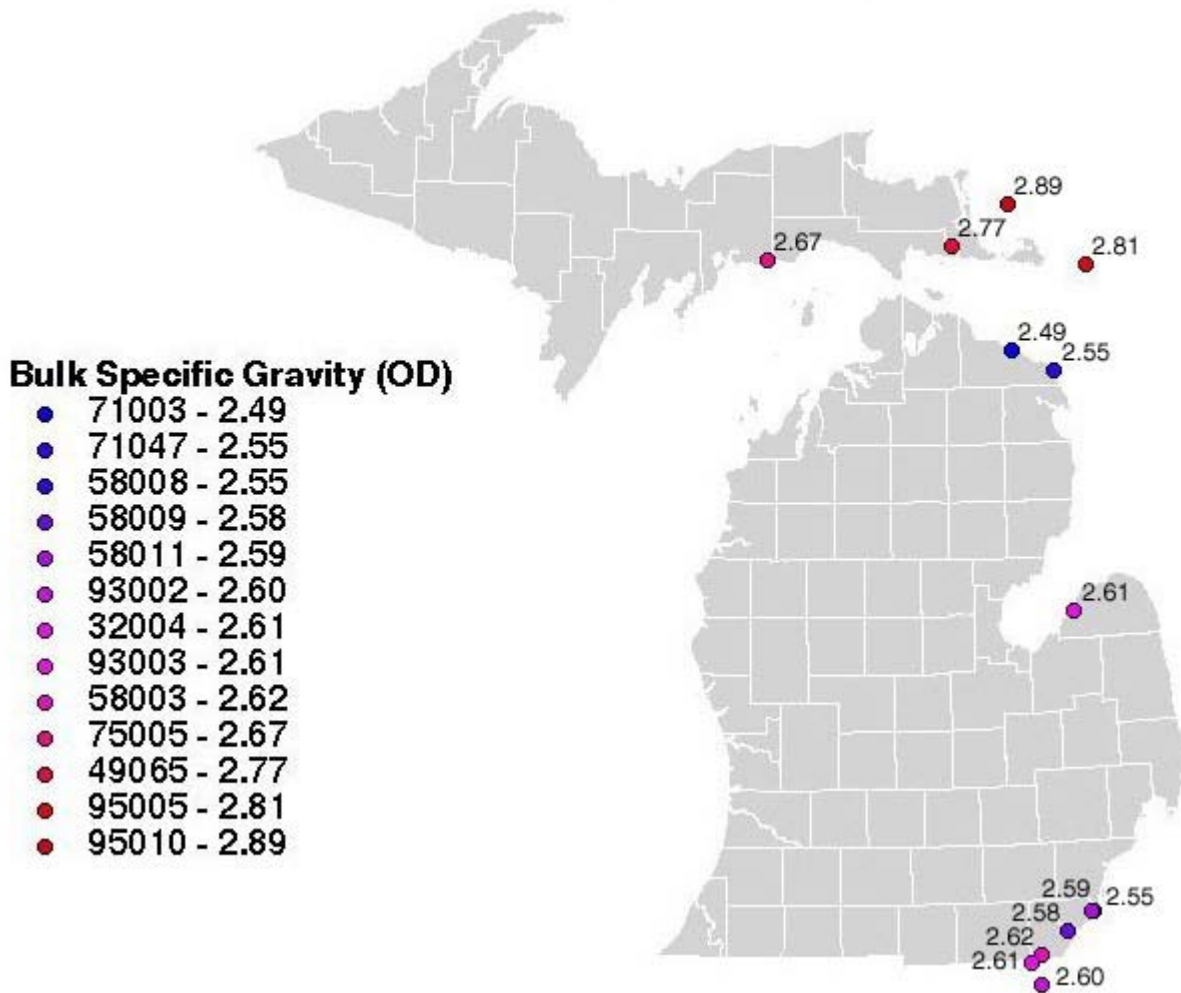 2.89
2.77
2.67
2.81
2.49
2.55
Bulk Specific Gravity (OD)
71003 - 2.49
71047 - 2.55
58008 - 2.55
58009 - 2.58
58011 - 2.59
93002 - 2.60
32004 - 2.61
93003 - 2.61
58003 - 2.62
75005 - 2.67
49065 - 2.77
95005 - 2.81
95010 - 2.89
2.61
2.59
2.55
2.58
2.62
2.61
2.60